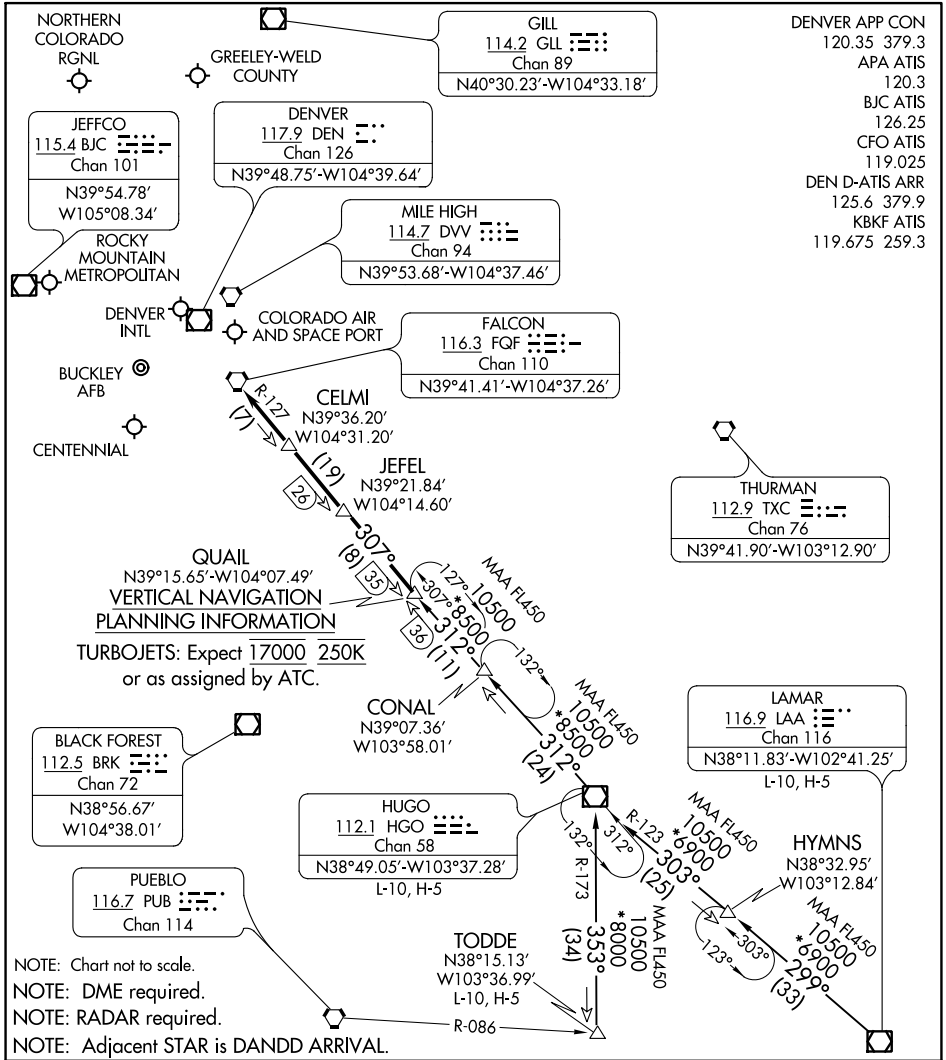 NORTHERN
COLORADO
RGNL
GREELEY-WELD
COUNTY
GILL
114.2 GLL
Chan 89
N40°30.23'-W104°33.18'
DENVER APP CON
120.35 379.3
APA ATIS
120.3
BJC ATIS
126.25
CFO ATIS
119.025
DEN D-ATIS ARR
125.6 379.9
KBKF ATIS
119.675 259.3
JEFFCO
115.4 BJC
Chan 101
N39°54.78'
W105°08.34'
DENVER
117.9 DEN
Chan 126
N39°48.75'-W104°39.64'
MILE HIGH
114.7 DVV
Chan 94
N39°53.68'-W104°37.46'
ROCKY
MOUNTAIN
METROPOLITAN
DENVER
INTL
COLORADO AIR
AND SPACE PORT
FALCON
116.3 FQF
Chan 110
N39°41.41'-W104°37.26'
BUCKLEY
AFB
CENTENNIAL
R-127
(7)
CELMI
N39°36.20'
W104°31.20'
(19)
26
JEFEL
N39°21.84'
W104°14.60'
THURMAN
112.9 TXC
Chan 76
N39°41.90'-W103°12.90'
307°
(8)
35
QUAIL
N39°15.65'-W104°07.49'
VERTICAL NAVIGATION
PLANNING INFORMATION
TURBOJETS: Expect 17000 250K
or as assigned by ATC.
127°
307°
MAA FL450
10500
*8500
312°
(11)
36
132°
CONAL
N39°07.36'
W103°58.01'
MAA FL450
10500
*8500
312°
(24)
LAMAR
116.9 LAA
Chan 116
N38°11.83'-W102°41.25'
L-10, H-5
BLACK FOREST
112.5 BRK
Chan 72
N38°56.67'
W104°38.01'
HUGO
112.1 HGO
Chan 58
N38°49.05'-W103°37.28'
L-10, H-5
132°
312°
R-123
MAA FL450
10500
*6900
303°
(25)
HYMNS
N38°32.95'
W103°12.84'
303°
123°
MAA FL450
10500
*6900
299°
(33)
R-173
MAA FL450
10500
*8000
353°
(34)
PUEBLO
116.7 PUB
Chan 114
TODDE
N38°15.13'
W103°36.99'
L-10, H-5
R-086
NOTE: Chart not to scale.
NOTE: DME required.
NOTE: RADAR required.
NOTE: Adjacent STAR is DANDD ARRIVAL.